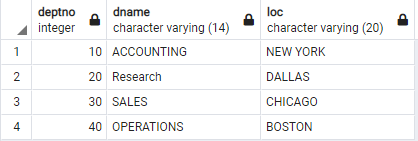 deptno dname loc
integer character varying (14) character varying (20)
1 10 ACCOUNTING NEW YORK
2 20 Research DALLAS
3 30 SALES CHICAGO
4 40 OPERATIONS BOSTON